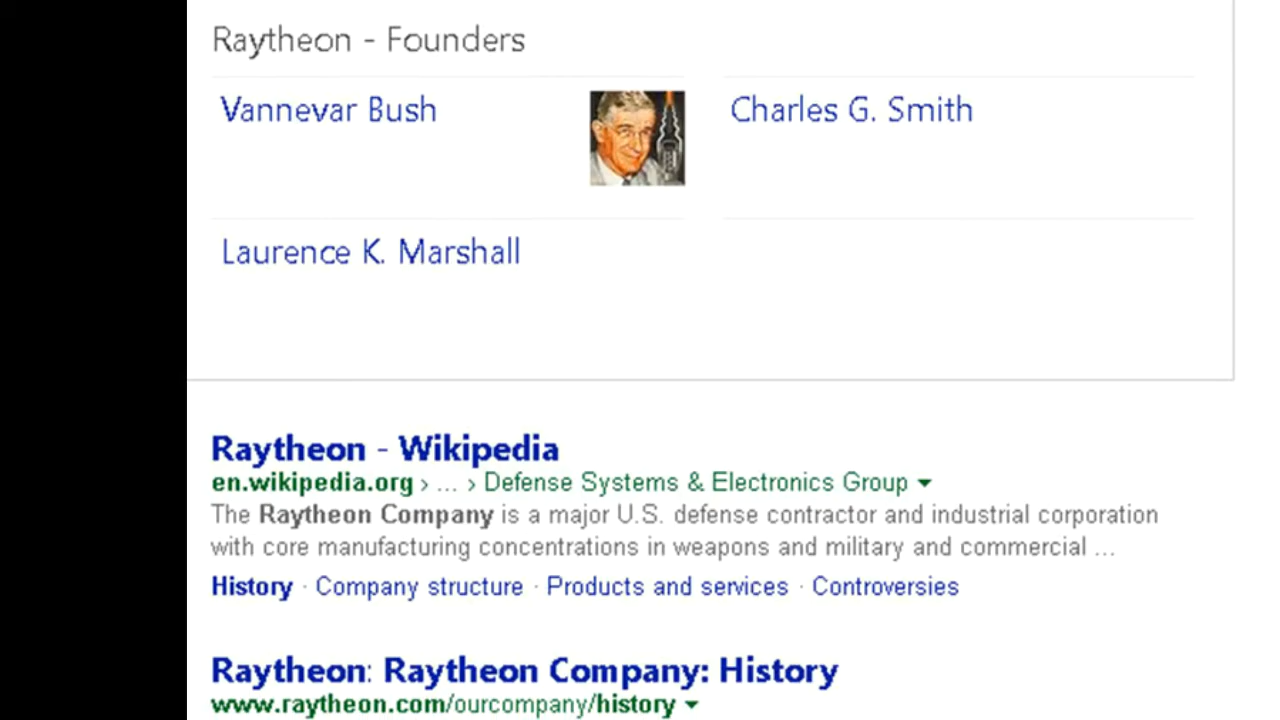 Raytheon - Founders
Vannevar Bush
Charles G. Smith
Laurence K. Marshall
Raytheon - Wikipedia
en.wikipedia.org › ... › Defense Systems & Electronics Group ▾
The Raytheon Company is a major U.S. defense contractor and industrial corporation
with core manufacturing concentrations in weapons and military and commercial ...
History · Company structure · Products and services · Controversies
Raytheon: Raytheon Company: History
www.raytheon.com/ourcompany/history ▾